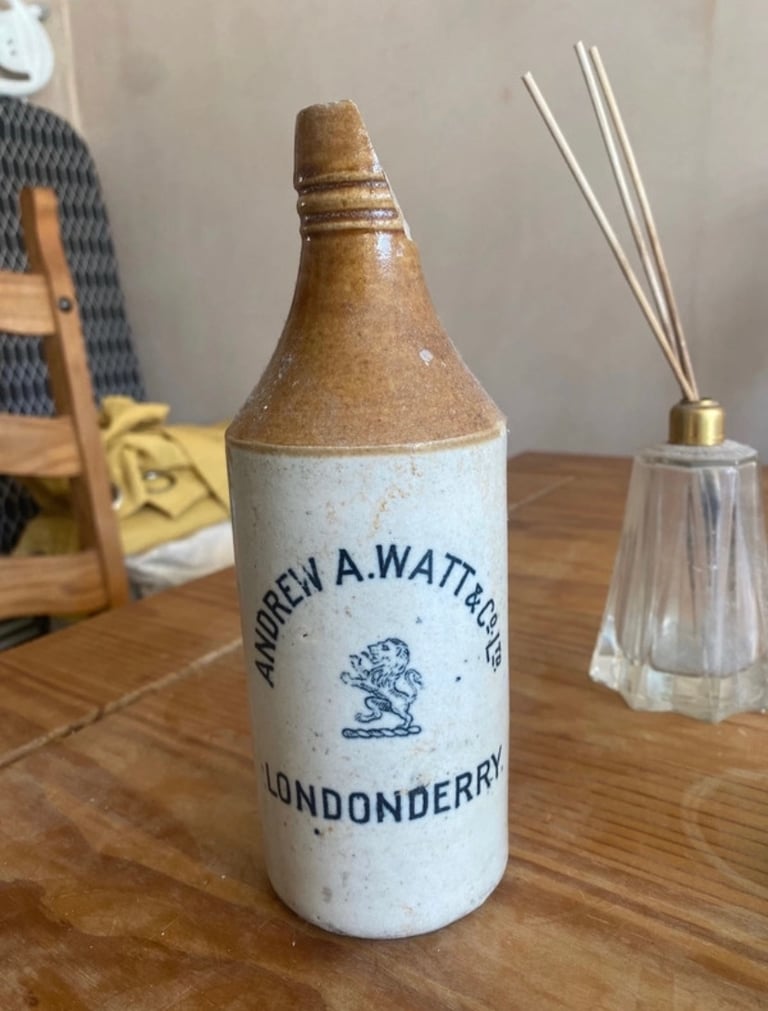 ANDREW A. WATT & Co. LTD.
LONDONDERRY.